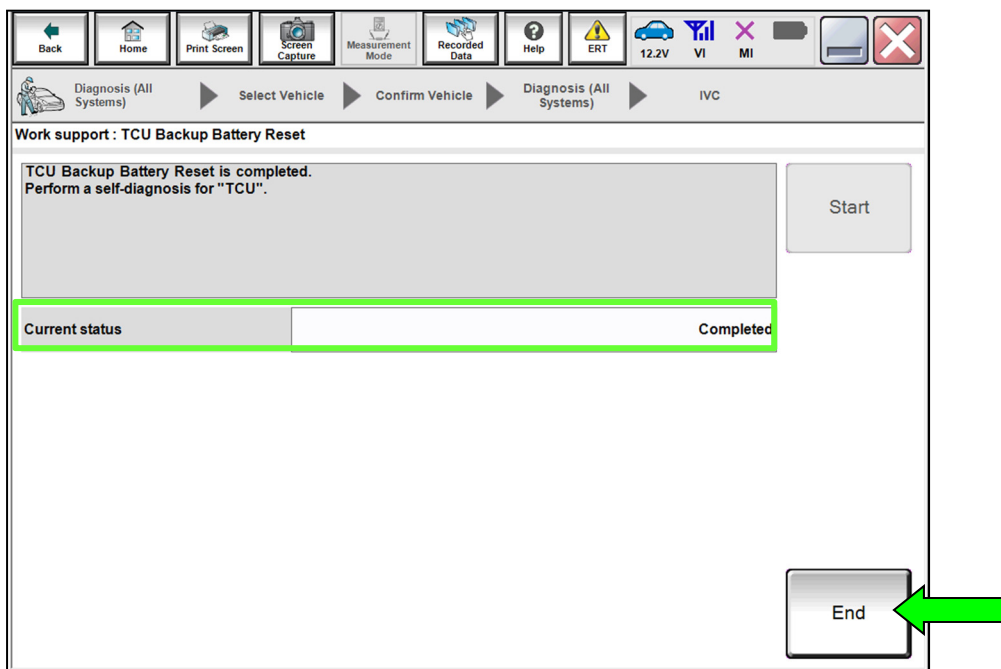 Back
Home
Print Screen
Screen
Capture
Measurement
Mode
Recorded
Data
Help
ERT
12.2V
VI
MI
Diagnosis (All
Systems)
Select Vehicle
Confirm Vehicle
Diagnosis (All
Systems)
IVC
Work support : TCU Backup Battery Reset
TCU Backup Battery Reset is completed.
Perform a self-diagnosis for "TCU".
Start
Current status
Completed
End